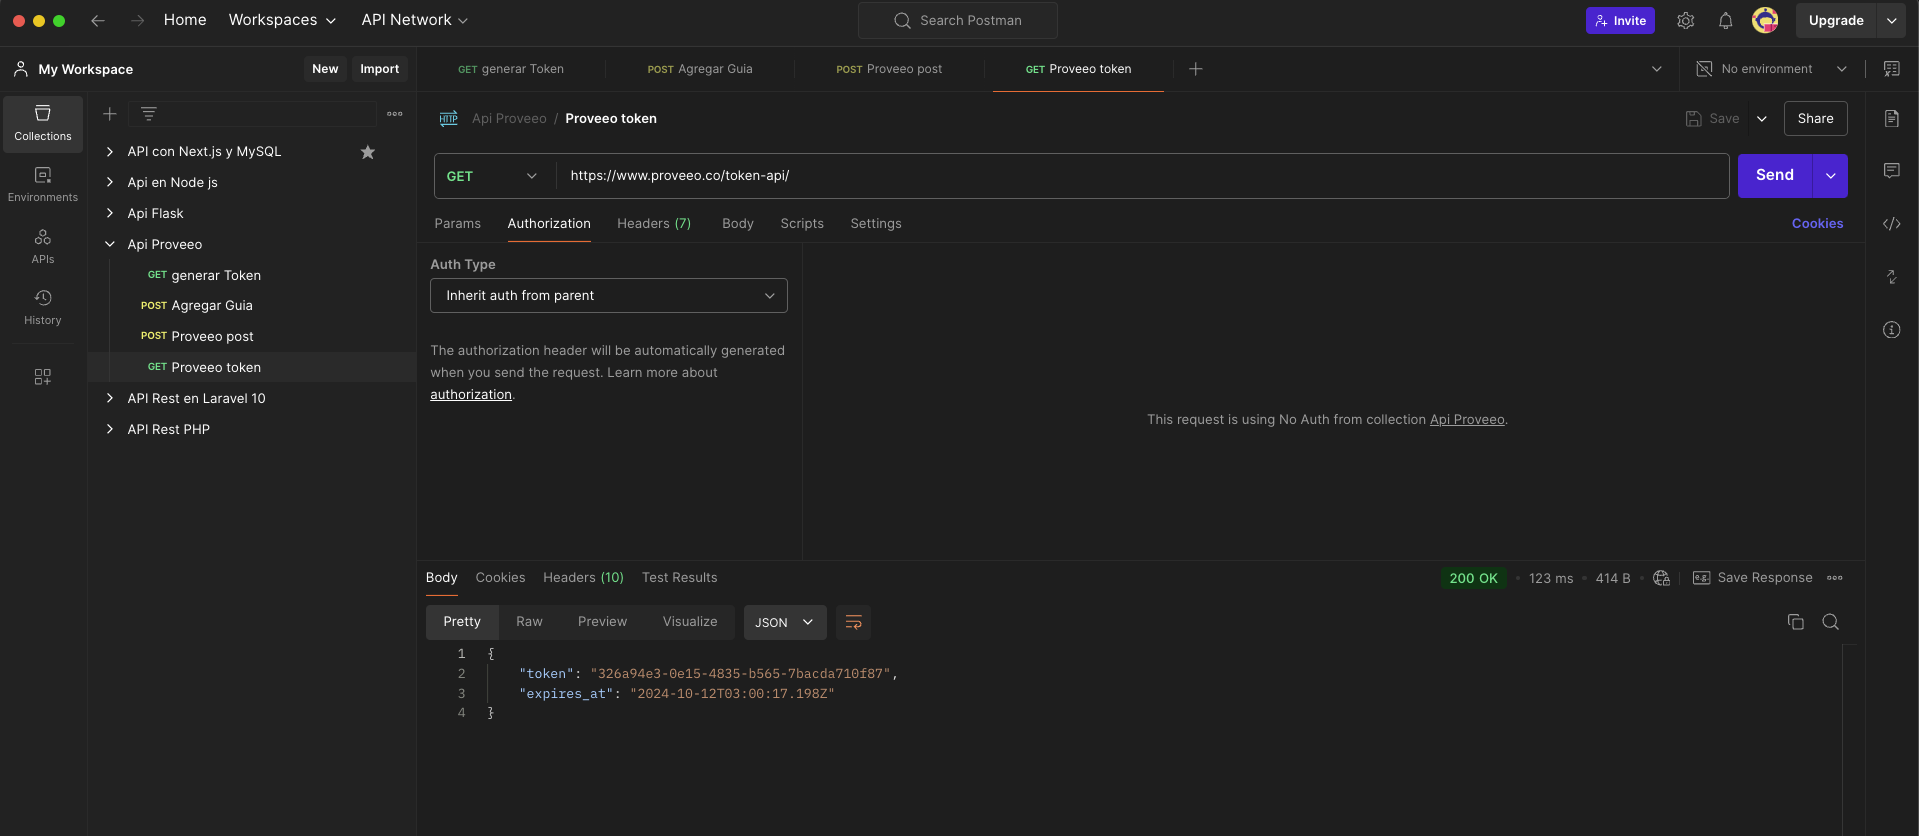 Home
Workspaces
API Network
Search Postman
Invite
Upgrade
My Workspace
New
Import
GET generar Token
POST Agregar Guia
POST Proveeo post
GET Proveeo token
No environment
Collections
Environments
APIs
History
API con Next.js y MySQL
Api en Node js
Api Flask
Api Proveeo
GET generar Token
POST Agregar Guia
POST Proveeo post
GET Proveeo token
API Rest en Laravel 10
API Rest PHP
HTTP Api Proveeo / Proveeo token
Save
Share
GET
https://www.proveeo.co/token-api/
Send
Params
Authorization
Headers (7)
Body
Scripts
Settings
Cookies
Auth Type
Inherit auth from parent
The authorization header will be automatically generated
when you send the request. Learn more about
authorization.
This request is using No Auth from collection Api Proveeo.
Body
Cookies
Headers (10)
Test Results
200 OK
123 ms
414 B
e.g. Save Response
Pretty
Raw
Preview
Visualize
JSON
1 {
2 "token": "326a94e3-0e15-4835-b565-7bacda710f87",
3 "expires_at": "2024-10-12T03:00:17.198Z"
4 }